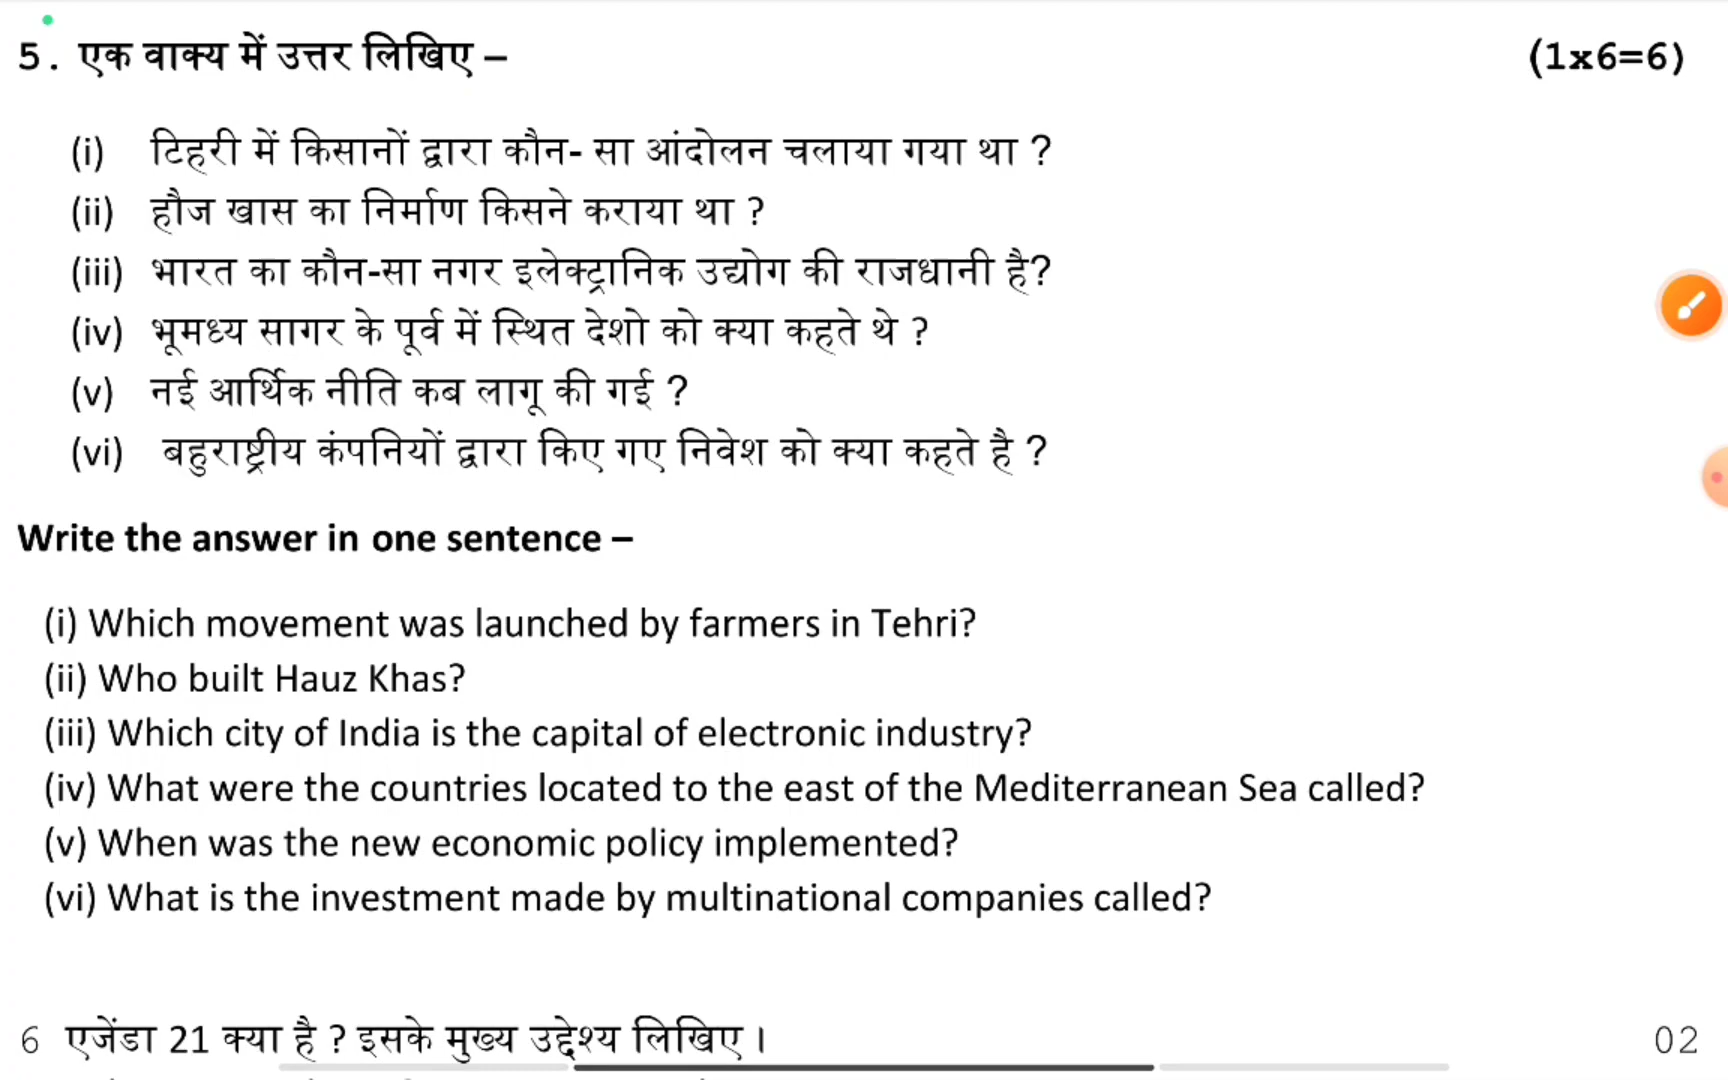 5. एक वाक्य में उत्तर लिखिए – (1x6=6)
(i) टिहरी में किसानों द्वारा कौन- सा आंदोलन चलाया गया था ?
(ii) हौज खास का निर्माण किसने कराया था ?
(iii) भारत का कौन-सा नगर इलेक्ट्रानिक उद्योग की राजधानी है?
(iv) भूमध्य सागर के पूर्व में स्थित देशो को क्या कहते थे ?
(v) नई आर्थिक नीति कब लागू की गई ?
(vi) बहुराष्ट्रीय कंपनियों द्वारा किए गए निवेश को क्या कहते है ?
Write the answer in one sentence –
(i) Which movement was launched by farmers in Tehri?
(ii) Who built Hauz Khas?
(iii) Which city of India is the capital of electronic industry?
(iv) What were the countries located to the east of the Mediterranean Sea called?
(v) When was the new economic policy implemented?
(vi) What is the investment made by multinational companies called?
6 एजेंडा 21 क्या है ? इसके मुख्य उद्देश्य लिखिए । 02